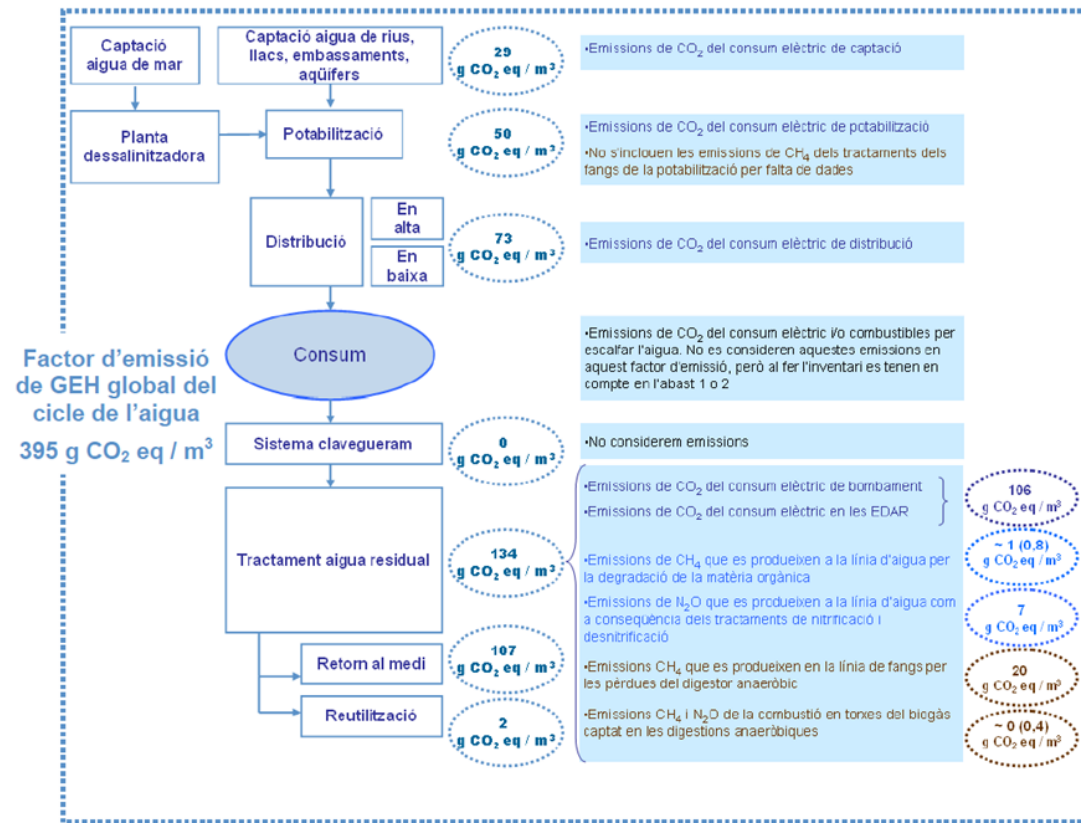 Captació
aigua de mar
Captació aigua de rius,
llacs, embassaments,
aqüífers
29
g CO₂ eq / m³
•Emissions de CO₂ del consum elèctric de captació
Planta
dessalinitzadora
Potabilització
50
g CO₂ eq / m³
•Emissions de CO₂ del consum elèctric de potabilització
•No s'inclouen les emissions de CH₄ dels tractaments dels
fangs de la potabilització per falta de dades
Distribució
En
alta
En
baixa
73
g CO₂ eq / m³
•Emissions de CO₂ del consum elèctric de distribució
Consum
•Emissions de CO₂ del consum elèctric i/o combustibles per
escalfar l'aigua. No es consideren aquestes emissions en
aquest factor d'emissió, però al fer l'inventari es tenen en
compte en l'abast 1 o 2
Factor d'emissió
de GEH global del
cicle de l'aigua
395 g CO₂ eq / m³
Sistema clavegueram
0
g CO₂ eq / m³
•No considerem emissions
Tractament aigua residual
134
g CO₂ eq / m³
•Emissions de CO₂ del consum elèctric de bombament
•Emissions de CO₂ del consum elèctric en les EDAR
106
g CO₂ eq / m³
•Emissions de CH₄ que es produeixen a la línia d'aigua per
la degradació de la matèria orgànica
~ 1 (0,8)
g CO₂ eq / m³
•Emissions de N₂O que es produeixen a la línia d'aigua com
a conseqüència dels tractaments de nitrificació i
desnitrificació
7
g CO₂ eq / m³
Retorn al medi
107
g CO₂ eq / m³
•Emissions CH₄ que es produeixen en la línia de fangs per
les pèrdues del digestor anaeròbic
20
g CO₂ eq / m³
Reutilització
2
g CO₂ eq / m³
•Emissions CH₄ i N₂O de la combustió en torxes del biogàs
captat en les digestions anaeròbiques
~ 0 (0,4)
g CO₂ eq / m³